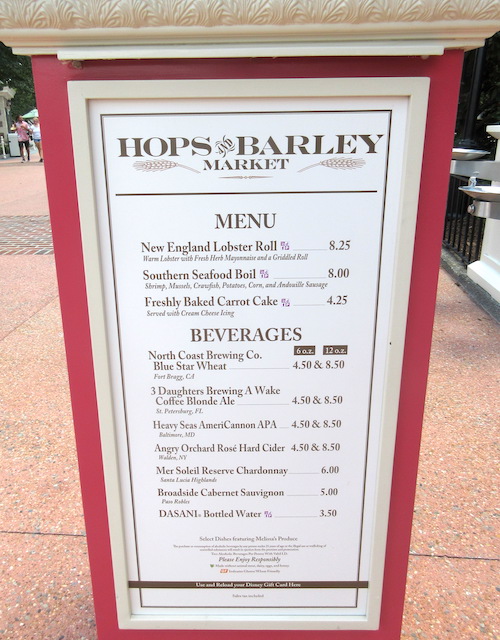 HOPS & BARLEY
MARKET
MENU
New England Lobster Roll 8.25
Warm Lobster with Fresh Herb Mayonnaise and a Griddled Roll
Southern Seafood Boil 8.00
Shrimp, Mussels, Crawfish, Potatoes, Corn, and Andouille Sausage
Freshly Baked Carrot Cake 4.25
Served with Cream Cheese Icing
BEVERAGES
6 oz. 12 oz.
North Coast Brewing Co.
Blue Star Wheat 4.50 & 8.50
Fort Bragg, CA
3 Daughters Brewing A Wake
Coffee Blonde Ale 4.50 & 8.50
St. Petersburg, FL
Heavy Seas AmeriCannon APA 4.50 & 8.50
Baltimore, MD
Angry Orchard Rosé Hard Cider 4.50 & 8.50
Walden, NY
Mer Soleil Reserve Chardonnay 6.00
Santa Lucia Highlands
Broadside Cabernet Sauvignon 5.00
Paso Robles
DASANI® Bottled Water 3.50
Select Dishes featuring Melissa's Produce
Please Enjoy Responsibly
Use and Reload your Disney Gift Card Here